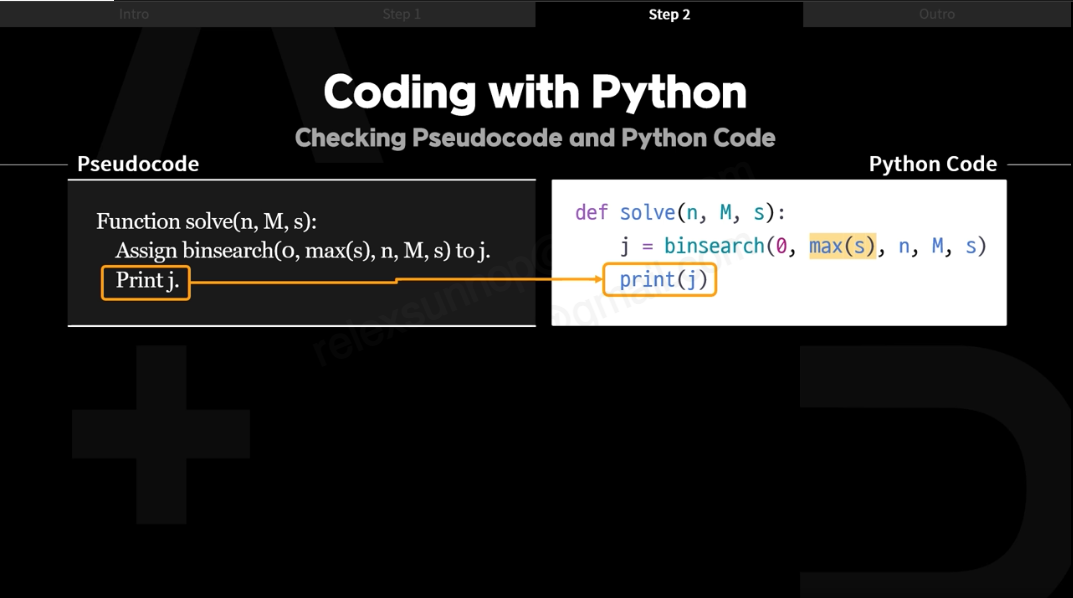 Intro
Step 1
Step 2
Outro
Coding with Python
Checking Pseudocode and Python Code
Pseudocode
Python Code
Function solve(n, M, s):
Assign binsearch(0, max(s), n, M, s) to j.
Print j.
def solve(n, M, s):
j = binsearch(0, max(s), n, M, s)
print(j)